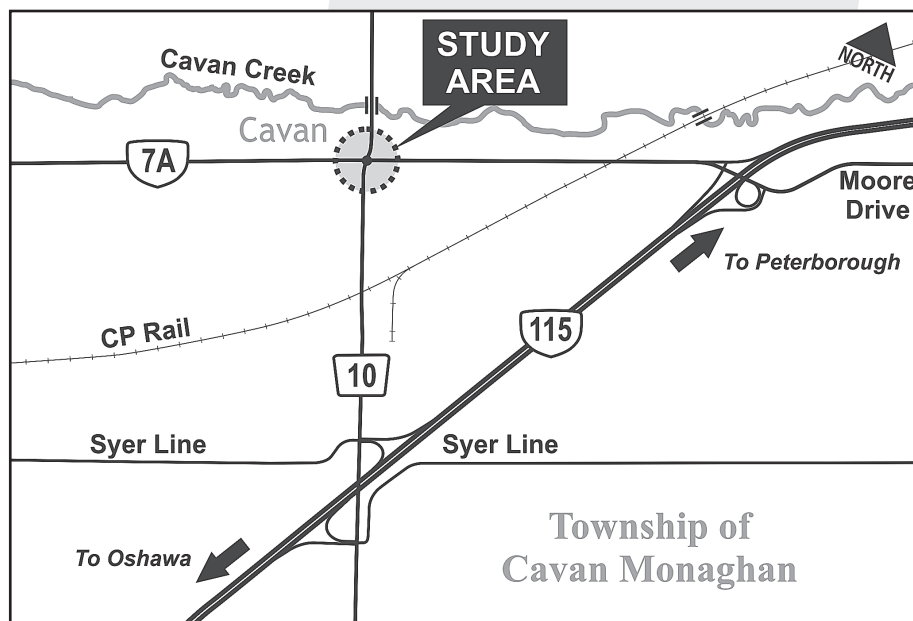 STUDY
AREA
NORTH
Cavan Creek
Cavan
7A
Moore
Drive
To Peterborough
CP Rail
115
10
Syer Line
Syer Line
Township of
Cavan Monaghan
To Oshawa